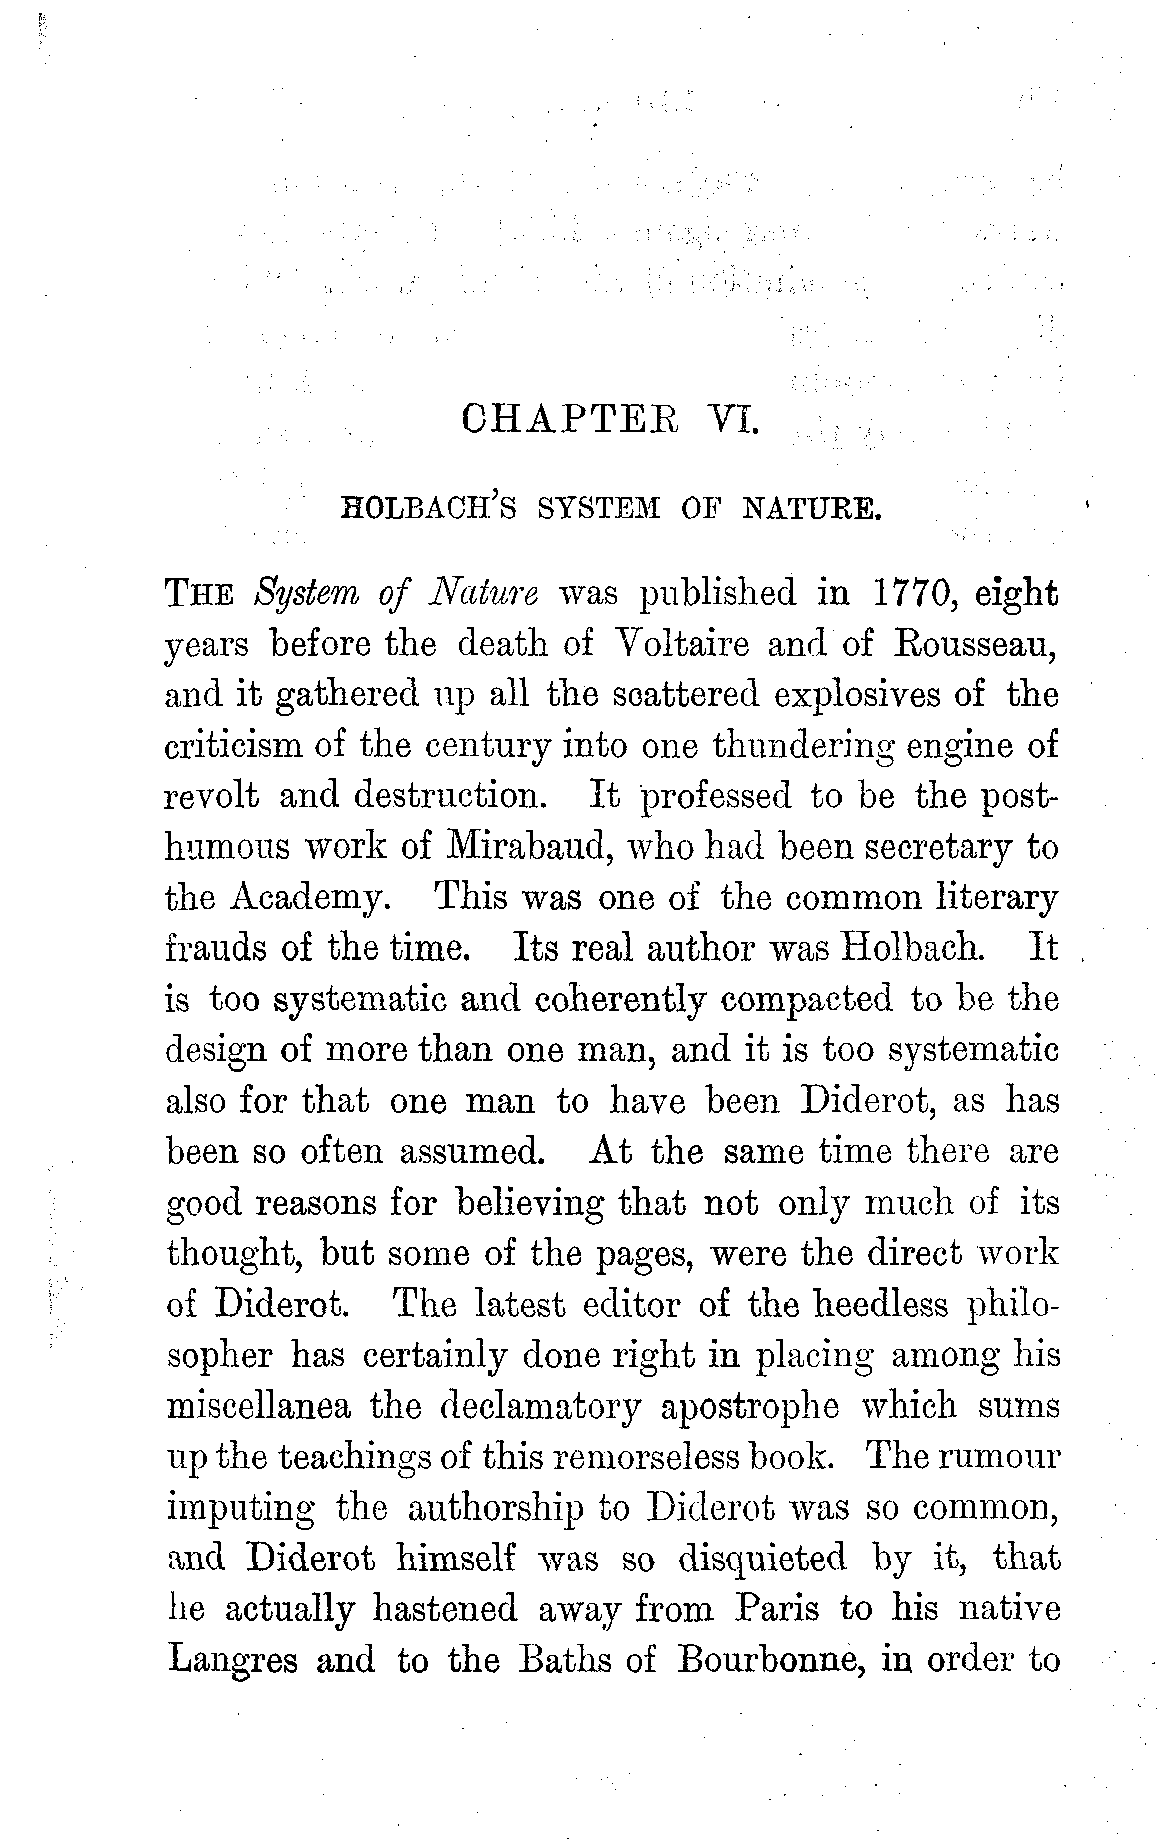 CHAPTER VI.
HOLBACH'S SYSTEM OF NATURE.
THE System of Nature was published in 1770, eight
years before the death of Voltaire and of Rousseau,
and it gathered up all the scattered explosives of the
criticism of the century into one thundering engine of
revolt and destruction. It professed to be the post-
humous work of Mirabaud, who had been secretary to
the Academy. This was one of the common literary
frauds of the time. Its real author was Holbach. It
is too systematic and coherently compacted to be the
design of more than one man, and it is too systematic
also for that one man to have been Diderot, as has
been so often assumed. At the same time there are
good reasons for believing that not only much of its
thought, but some of the pages, were the direct work
of Diderot. The latest editor of the heedless philo-
sopher has certainly done right in placing among his
miscellanea the declamatory apostrophe which sums
up the teachings of this remorseless book. The rumour
imputing the authorship to Diderot was so common,
and Diderot himself was so disquieted by it, that
he actually hastened away from Paris to his native
Langres and to the Baths of Bourbonne, in order to